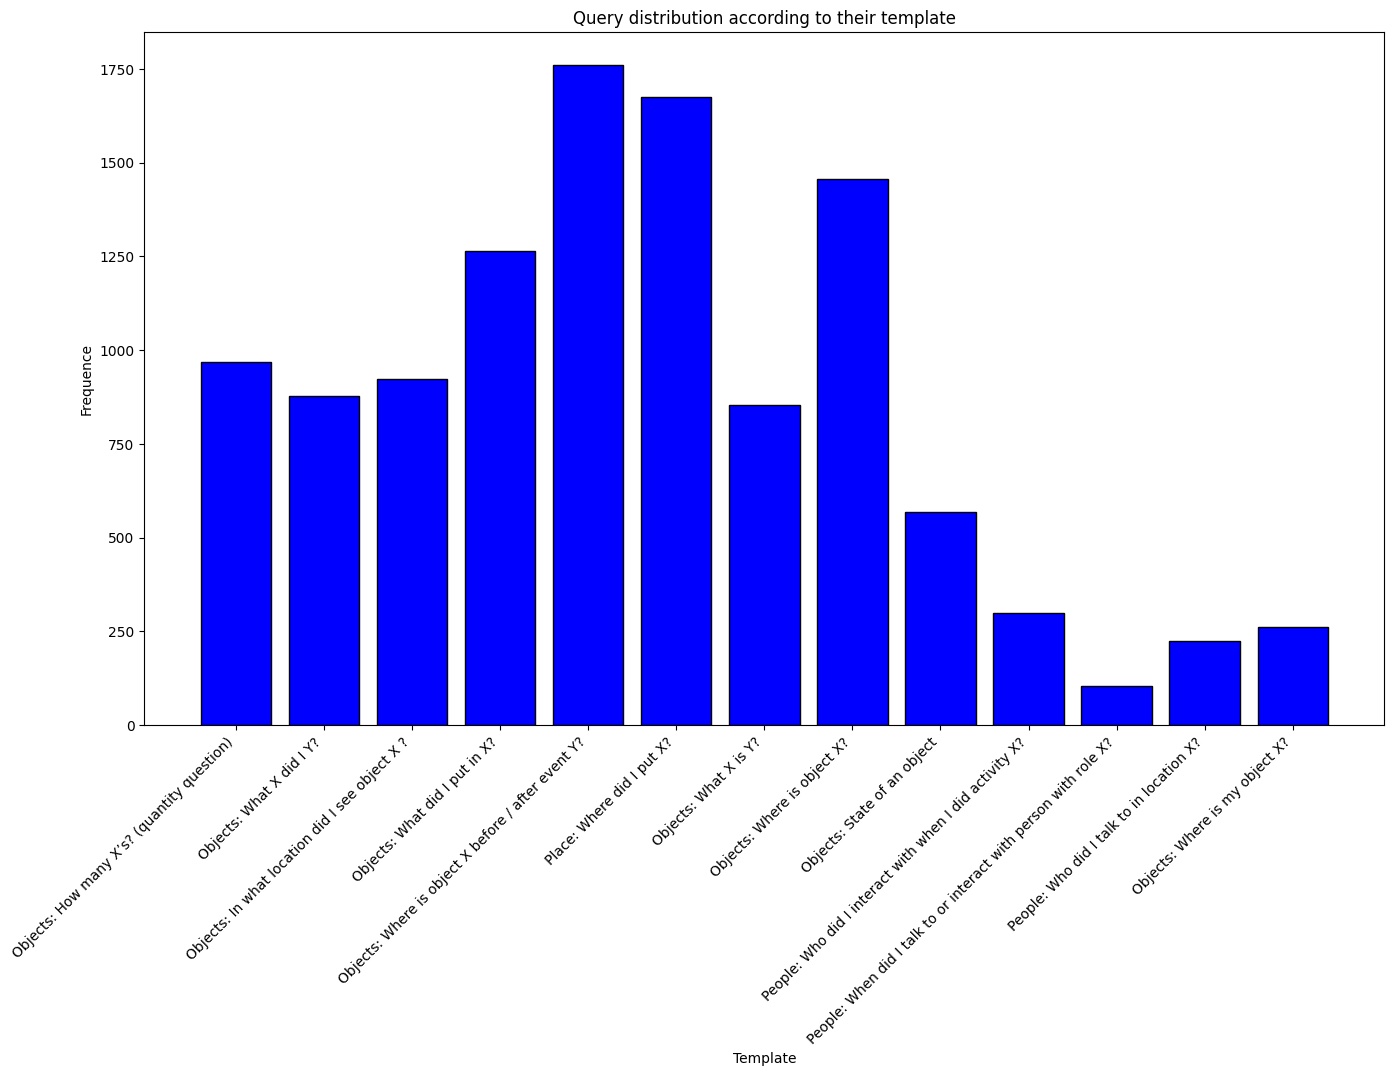 Query distribution according to their template
Frequence
1750
1500
1250
1000
750
500
250
0
Objects: How many X's? (quantity question)
Objects: What X did I Y?
Objects: In what location did I see object X ?
Objects: What did I put in X?
Objects: Where is object X before / after event Y?
Place: Where did I put X?
Objects: What X is Y?
Objects: Where is object X?
Objects: State of an object
People: Who did I interact with when I did activity X?
People: When did I talk to or interact with person with role X?
People: Who did I talk to in location X?
Objects: Where is my object X?
Template